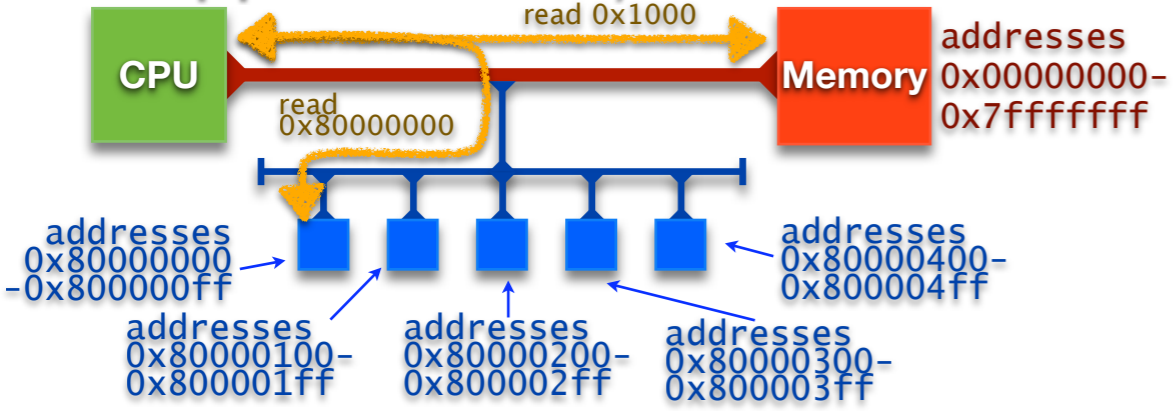 read 0x1000
CPU
Memory
addresses
0x00000000-
0x7fffffff
read
0x80000000
addresses
0x80000000
-0x800000ff
addresses
0x80000100-
0x800001ff
addresses
0x80000200-
0x800002ff
addresses
0x80000300-
0x800003ff
addresses
0x80000400-
0x800004ff